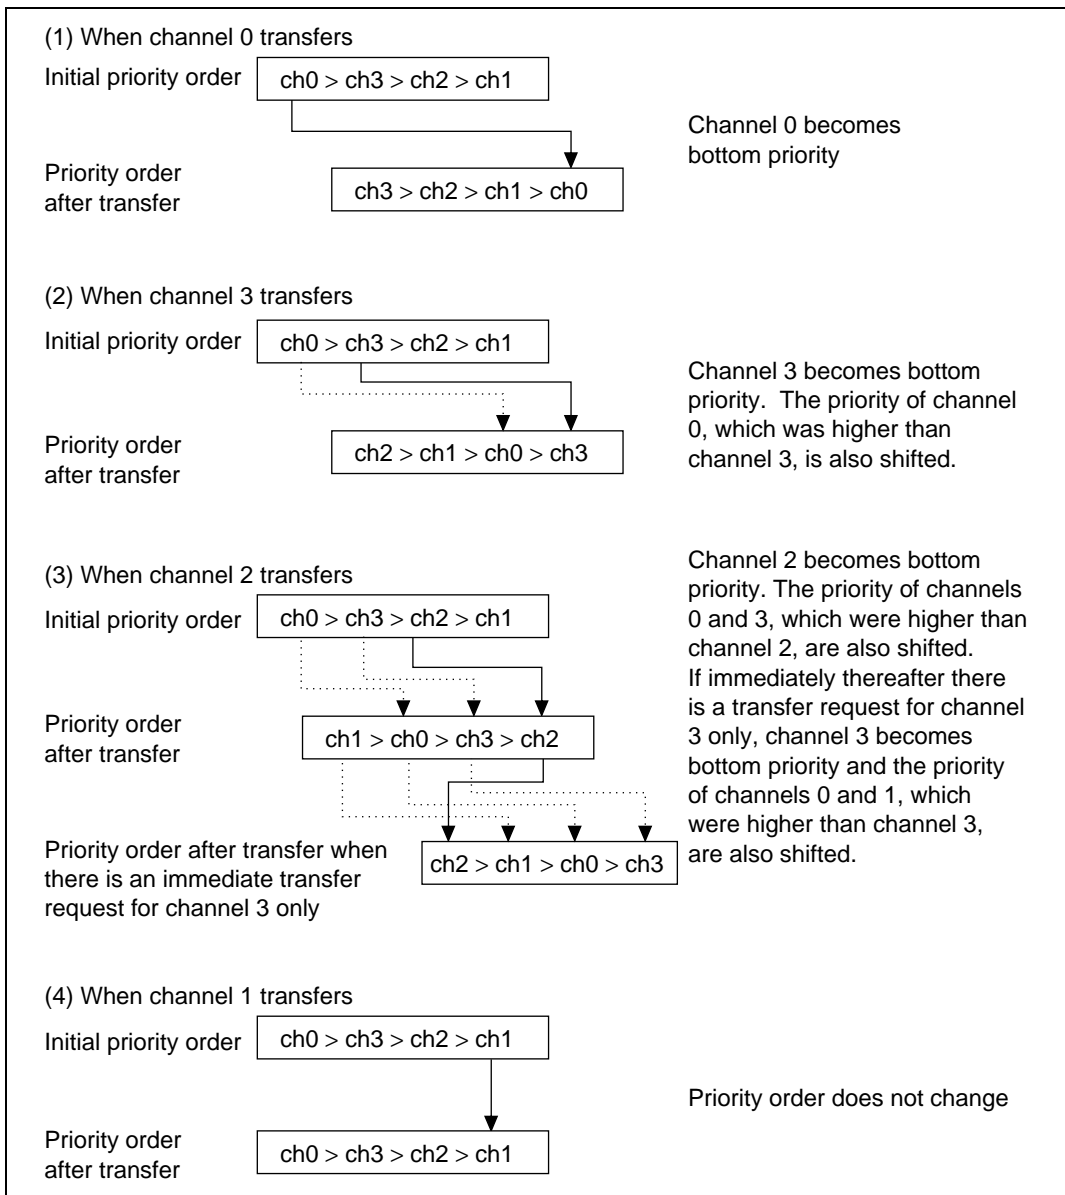 (1) When channel 0 transfers
Initial priority order
ch0 > ch3 > ch2 > ch1
Channel 0 becomes
bottom priority
Priority order
after transfer
ch3 > ch2 > ch1 > ch0
(2) When channel 3 transfers
Initial priority order
ch0 > ch3 > ch2 > ch1
Channel 3 becomes bottom
priority.  The priority of channel
0, which was higher than
channel 3, is also shifted.
Priority order
after transfer
ch2 > ch1 > ch0 > ch3
(3) When channel 2 transfers
Initial priority order
ch0 > ch3 > ch2 > ch1
Channel 2 becomes bottom
priority. The priority of channels
0 and 3, which were higher than
channel 2, are also shifted.
If immediately thereafter there
is a transfer request for channel
3 only, channel 3 becomes
bottom priority and the priority
of channels 0 and 1, which
were higher than channel 3,
are also shifted.
Priority order
after transfer
ch1 > ch0 > ch3 > ch2
Priority order after transfer when
there is an immediate transfer
request for channel 3 only
ch2 > ch1 > ch0 > ch3
(4) When channel 1 transfers
Initial priority order
ch0 > ch3 > ch2 > ch1
Priority order does not change
Priority order
after transfer
ch0 > ch3 > ch2 > ch1